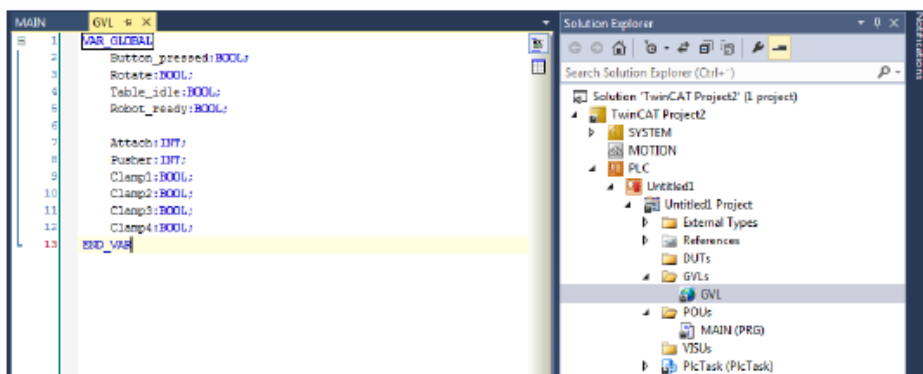 MAIN
GVL
1 VAR_GLOBAL
2 Button_pressed:BOOL;
3 Rotate:BOOL;
4 Table_idle:BOOL;
5 Robot_ready:BOOL;
6
7 Attach:INT;
8 Pusher:INT;
9 Clamp1:BOOL;
10 Clamp2:BOOL;
11 Clamp3:BOOL;
12 Clamp4:BOOL;
13 END_VAR
Solution Explorer
Search Solution Explorer (Ctrl+¨)
Solution 'TwinCAT Project2' (1 project)
TwinCAT Project2
SYSTEM
MOTION
PLC
Untitled1
Untitled1 Project
External Types
References
DUTs
GVLs
GVL
POUs
MAIN (PRG)
VISUs
PlcTask (PlcTask)
Notifications